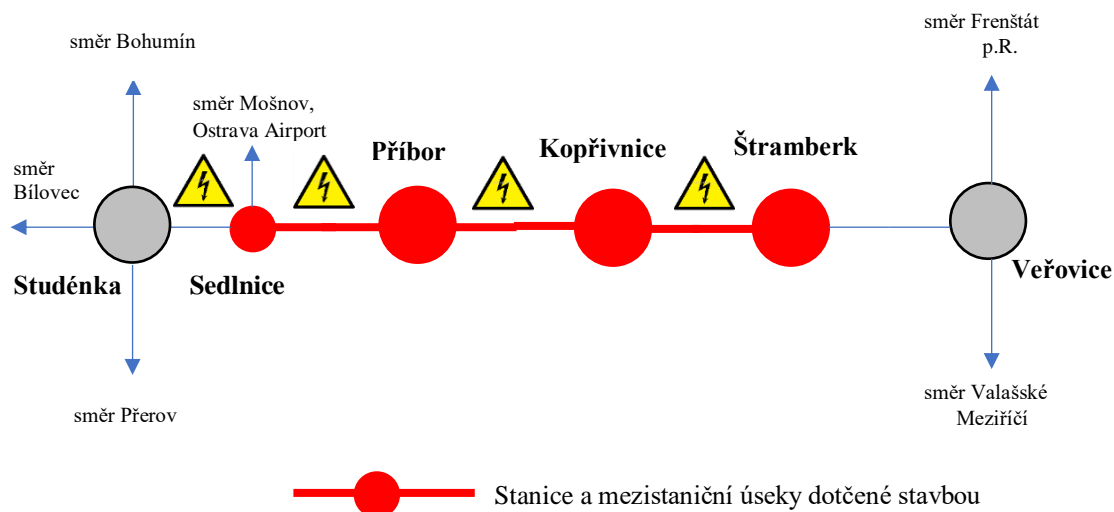 směr Bohumín
směr Frenštát
p.R.
směr Mošnov,
Ostrava Airport
Příbor
Kopřivnice
Štramberk
směr
Bílovec
Studénka
Sedlnice
Veřovice
směr Přerov
směr Valašské
Meziříčí
Stanice a mezistaniční úseky dotčené stavbou